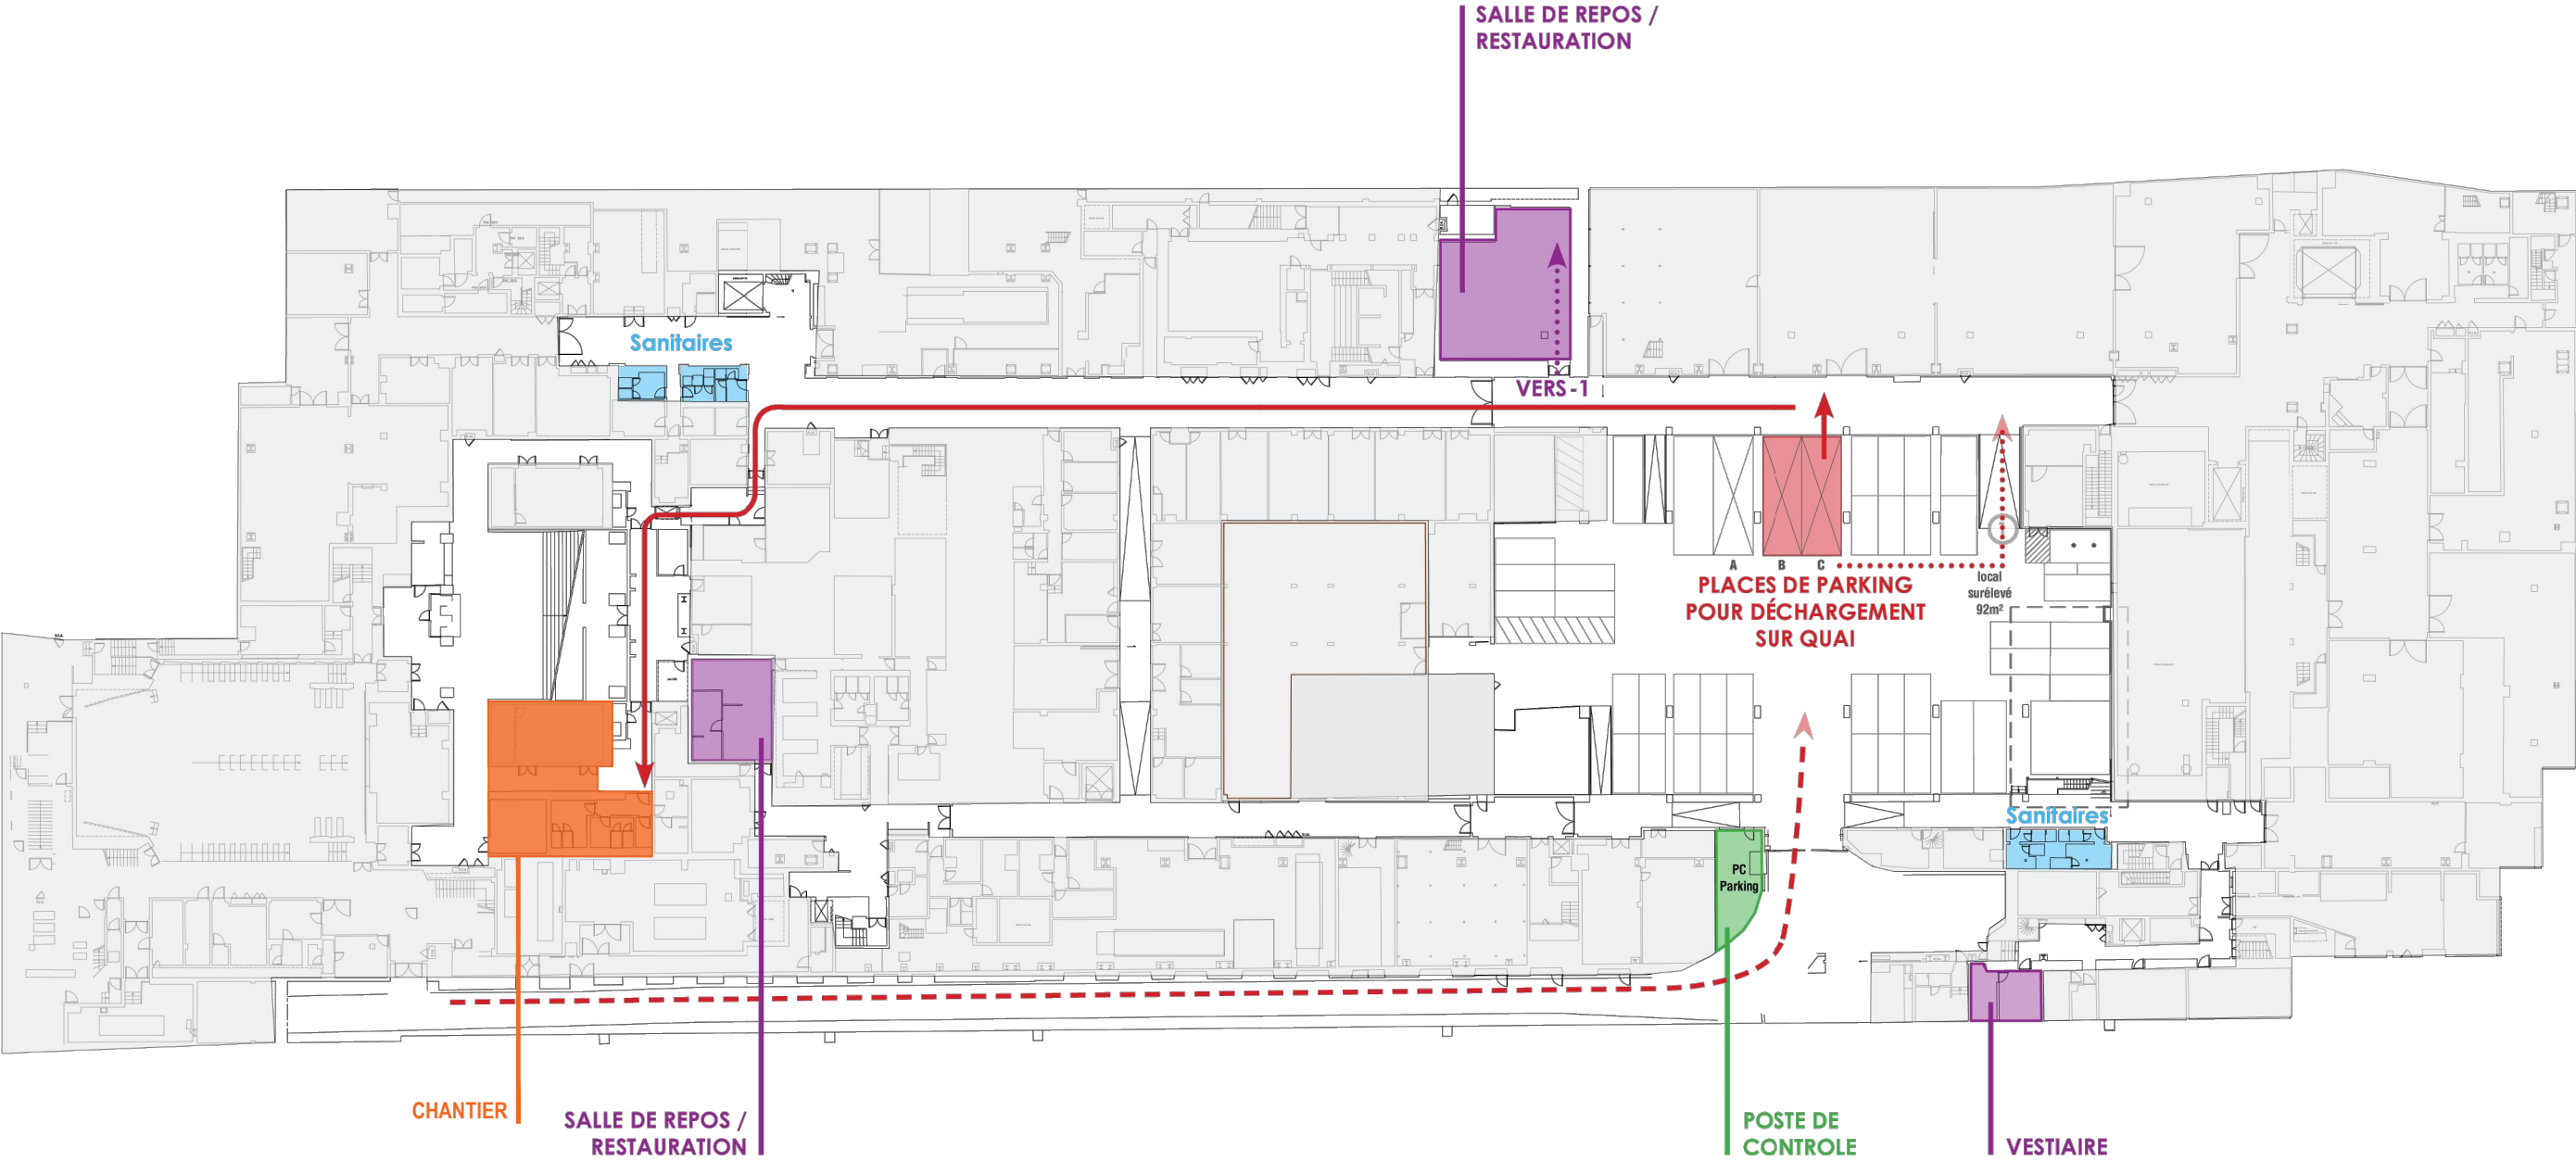 SALLE DE REPOS /
RESTAURATION
Sanitaires
VERS -1
A
B
C
PLACES DE PARKING
POUR DÉCHARGEMENT
SUR QUAI
local
surélevé
92m²
Sanitaires
PC
Parking
CHANTIER
SALLE DE REPOS /
RESTAURATION
POSTE DE
CONTROLE
VESTIAIRE